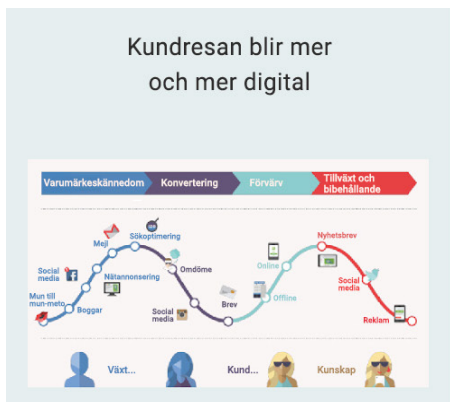 Kundresan blir mer
och mer digital
Varumärkeskännedom
Konvertering
Förvärv
Tillväxt och
bibehållande
Sökoptimering
Mejl
Nyhetsbrev
Omdöme
Online
Social
media
Nätannonsering
Social
media
Mun till
mun-meto
Boggar
Social
media
Brev
Offline
Reklam
Växt...
Kund...
Kunskap